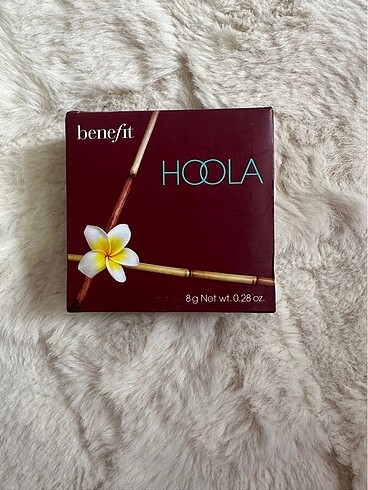 benefit
HOOLA
8g Net wt. 0.28 oz.